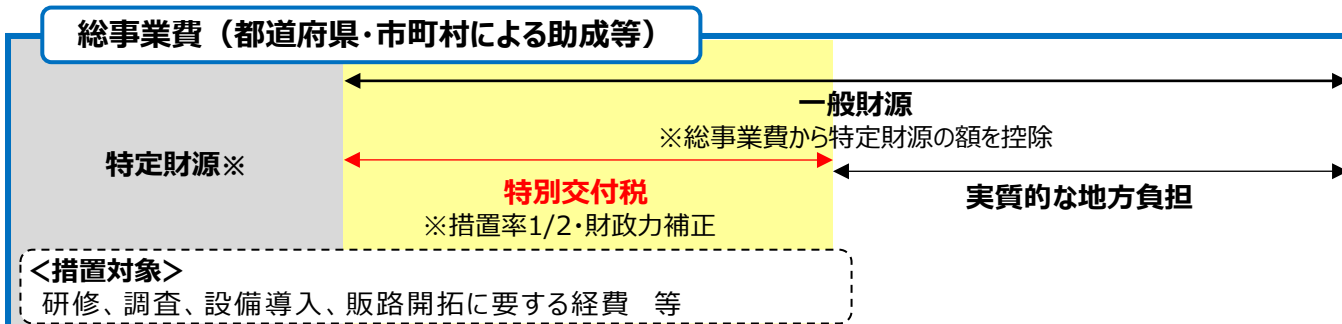 総事業費（都道府県・市町村による助成等）
一般財源
※総事業費から特定財源の額を控除
特定財源※
特別交付税
※措置率1/2・財政力補正
実質的な地方負担
＜措置対象＞
研修、調査、設備導入、販路開拓に要する経費　等